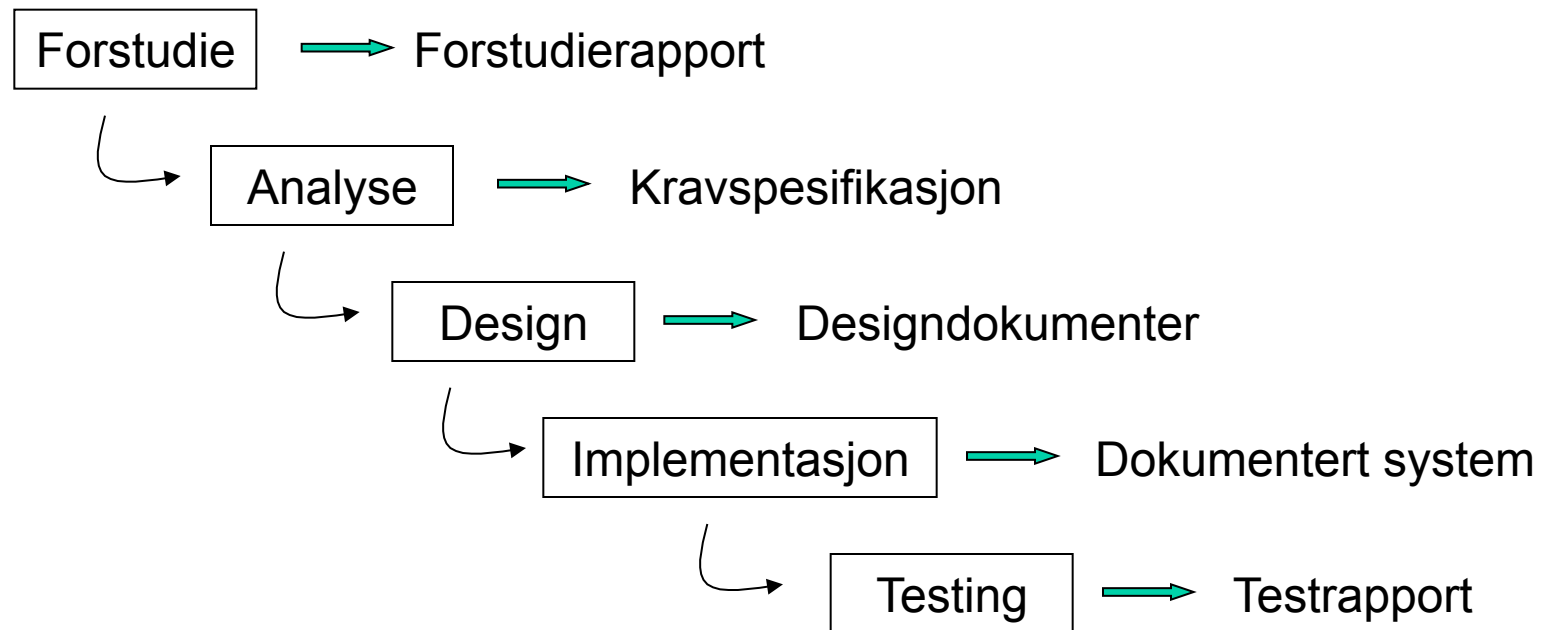 Forstudie Forstudierapport
Analyse Kravspesifikasjon
Design Designdokumenter
Implementasjon Dokumentert system
Testing Testrapport